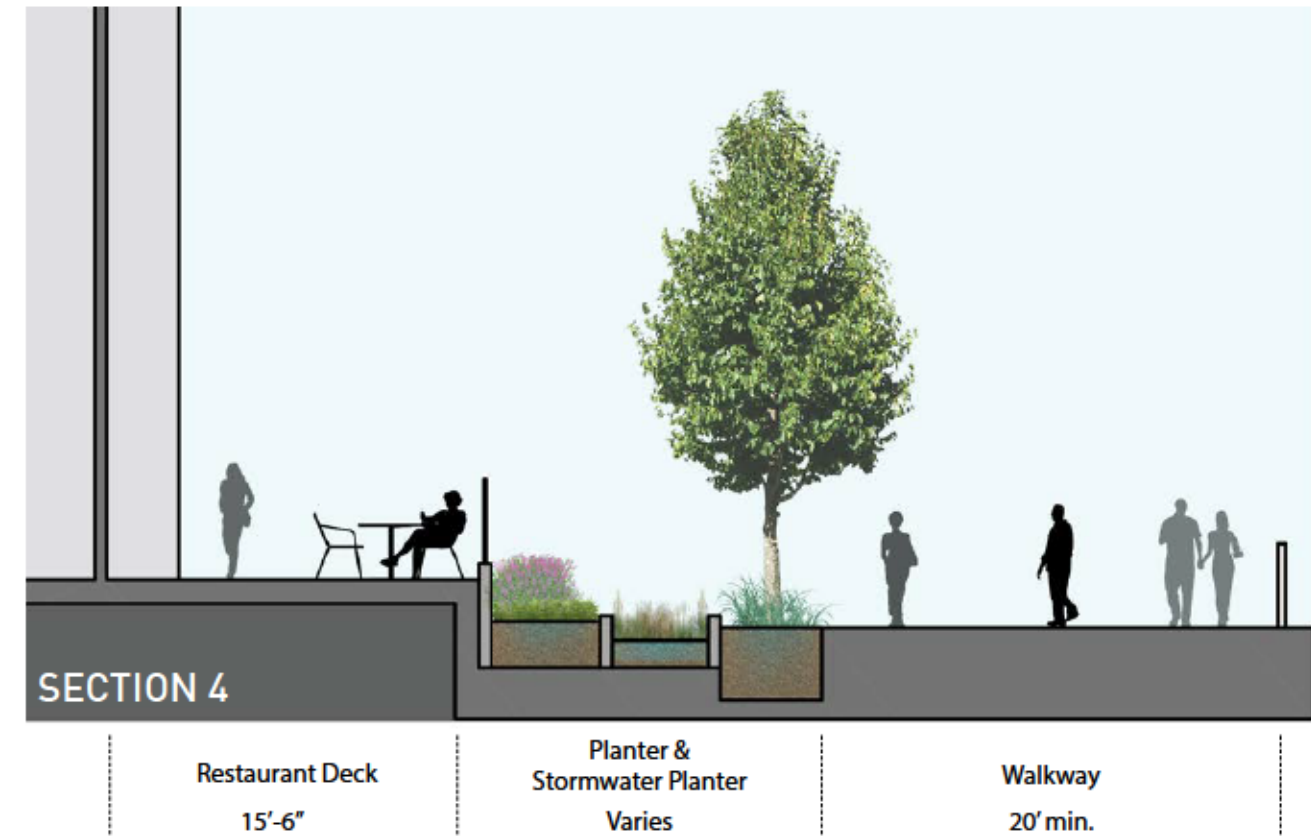 SECTION 4
Restaurant Deck
15'-6"
Planter &
Stormwater Planter
Varies
Walkway
20' min.